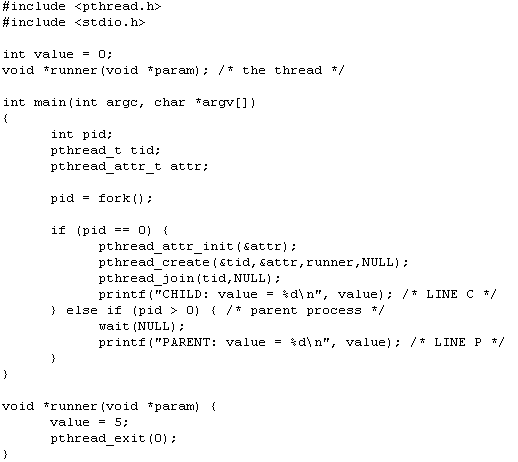 #include <pthread.h>
#include <stdio.h>

int value = 0;
void *runner(void *param); /* the thread */

int main(int argc, char *argv[])
{
      int pid;
      pthread_t tid;
      pthread_attr_t attr;

      pid = fork();

      if (pid == 0) {
            pthread_attr_init(&attr);
            pthread_create(&tid,&attr,runner,NULL);
            pthread_join(tid,NULL);
            printf("CHILD: value = %d\n", value); /* LINE C */
      } else if (pid > 0) { /* parent process */
            wait(NULL);
            printf("PARENT: value = %d\n", value); /* LINE P */
      }
}

void *runner(void *param) {
      value = 5;
      pthread_exit(0);
}